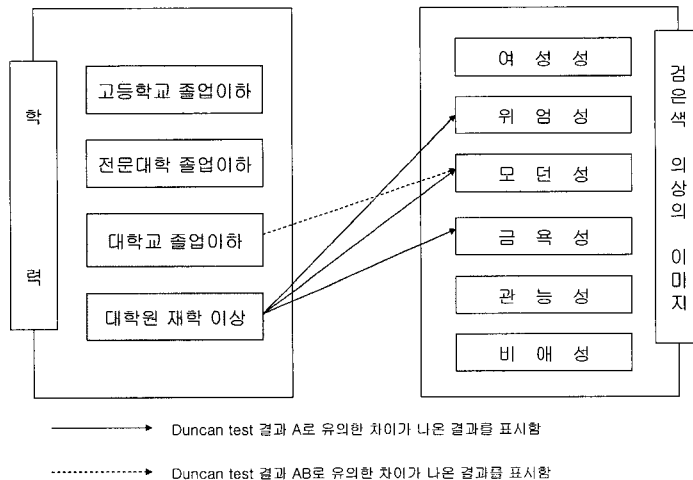 학 력
고등학교 졸업이하
전문대학 졸업이하
대학교 졸업이하
대학원 재학 이상
여 성 성
위 엄 성
모 던 성
금 욕 성
관 능 성
비 애 성
검은색 의상의 이미지
Duncan test 결과 A로 유의한 차이가 나온 결과를 표시함
Duncan test 결과 AB로 유의한 차이가 나온 결과를 표시함